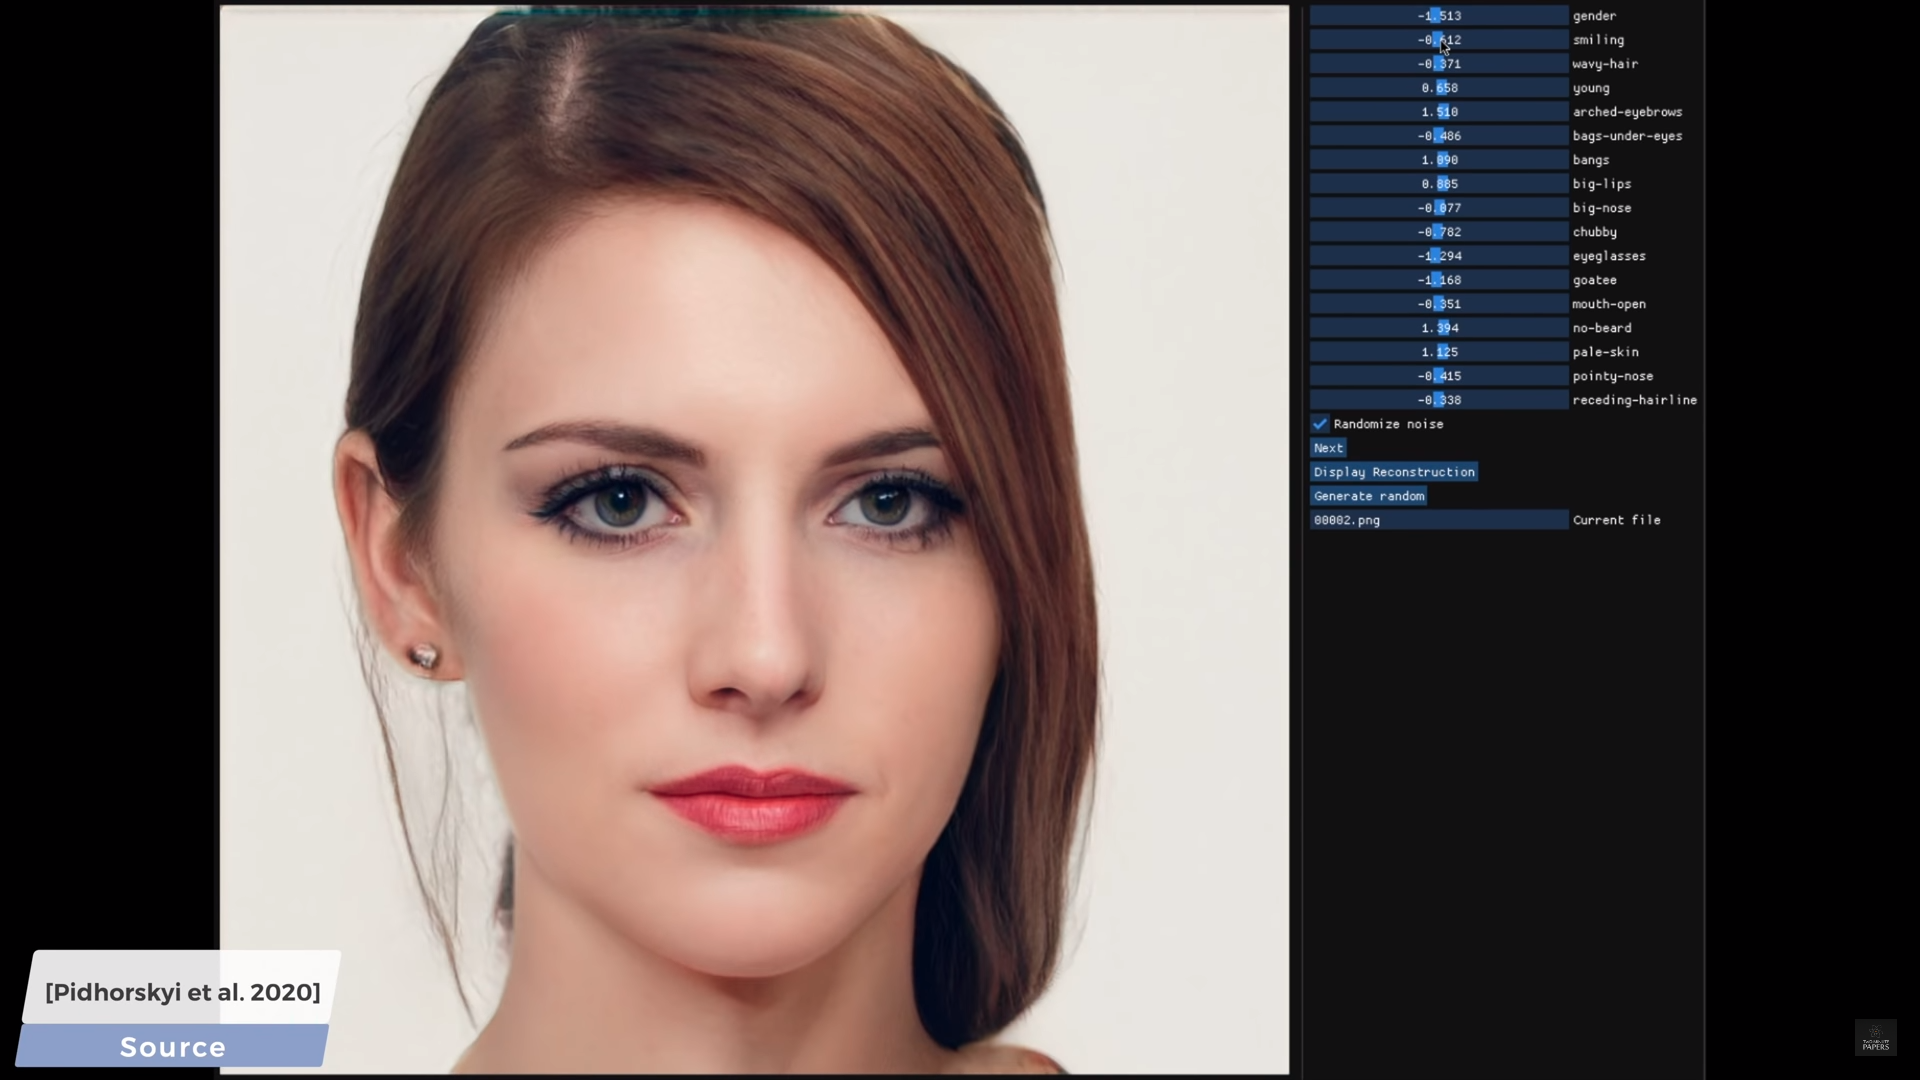 -1.513 gender
-0.612 smiling
-0.371 wavy-hair
0.658 young
1.510 arched-eyebrows
-0.486 bags-under-eyes
1.090 bangs
0.885 big-lips
-0.077 big-nose
-0.782 chubby
-1.294 eyeglasses
-1.168 goatee
-0.351 mouth-open
1.394 no-beard
1.125 pale-skin
-0.415 pointy-nose
-0.338 receding-hairline
Randomize noise
Next
Display Reconstruction
Generate random
00002.png Current file
[Pidhorskyi et al. 2020]
Source
TWO MINUTE
PAPERS